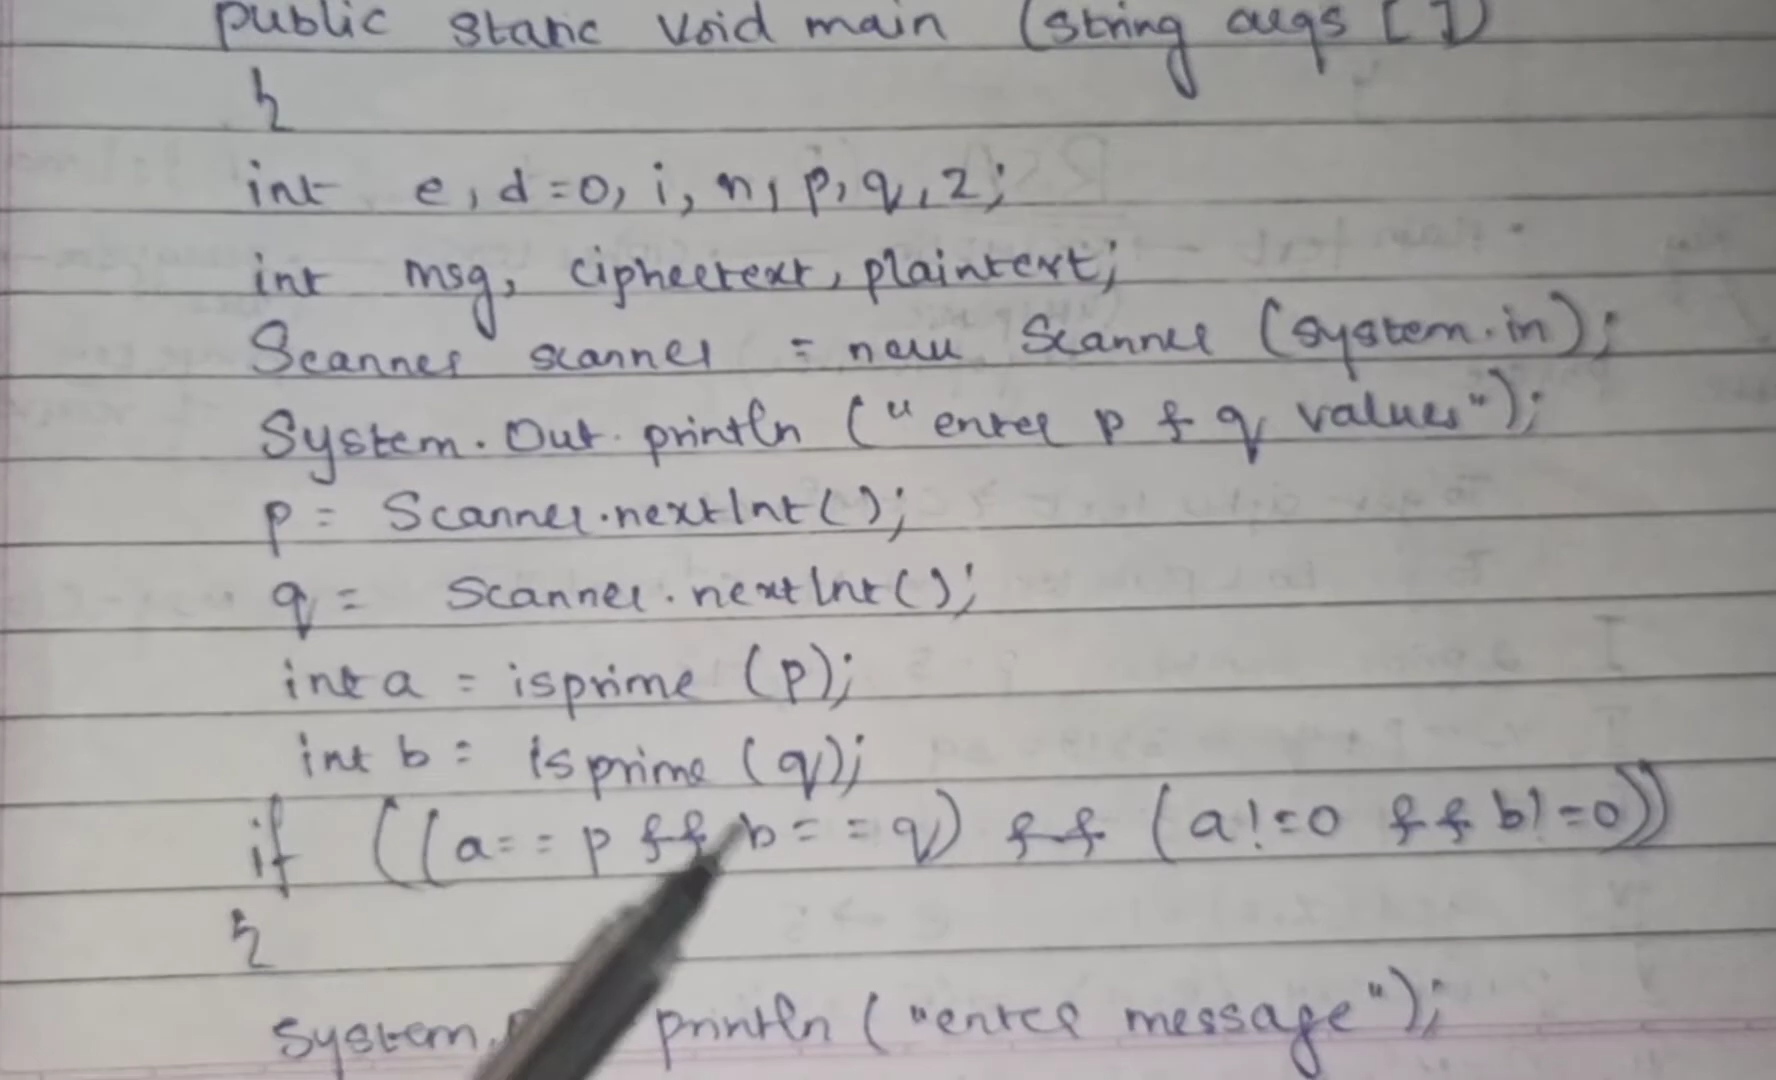 public static void main (String args [ ])
{
int e, d=0, i, n, p, q, z;
int msg, ciphertext, plaintext;
Scanner scanner = new Scanner (System.in);
System.Out.println ("enter p & q values");
p = Scanner.nextInt();
q = Scanner.nextInt();
int a = isprime (p);
int b = isprime (q);
if ((a==p && b==q) && (a!=0 && b!=0))
{
System. println ("enter message");